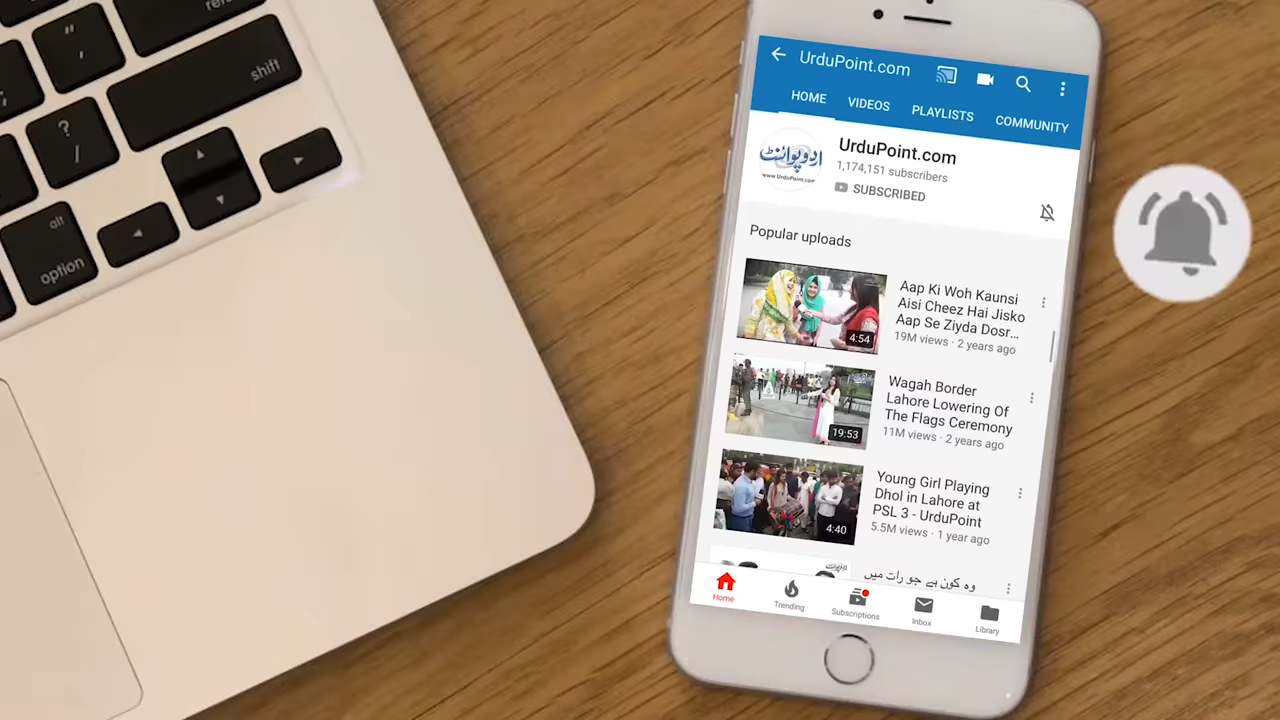 shift
alt
option
UrduPoint.com
HOME VIDEOS PLAYLISTS COMMUNITY
اردوپوائنٹ
www.UrduPoint.com
UrduPoint.com
1,174,151 subscribers
SUBSCRIBED
Popular uploads
Aap Ki Woh Kaunsi
Aisi Cheez Hai Jisko
Aap Se Ziyda Dosr...
19M views · 2 years ago
4:54
Wagah Border
Lahore Lowering Of
The Flags Ceremony
11M views · 2 years ago
19:53
Young Girl Playing
Dhol in Lahore at
PSL 3 - UrduPoint
5.5M views · 1 year ago
4:40
وہ کون ہے جو رات میں
Home Trending Subscriptions Inbox Library